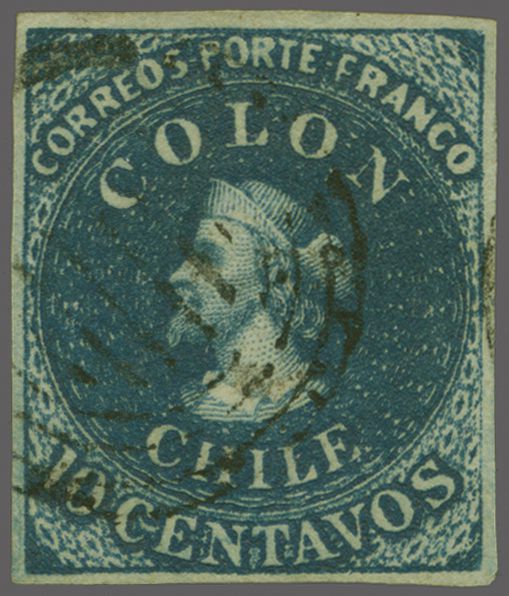 CORREOS PORTE FRANCO
COLON
CHILE
10 CENTAVOS